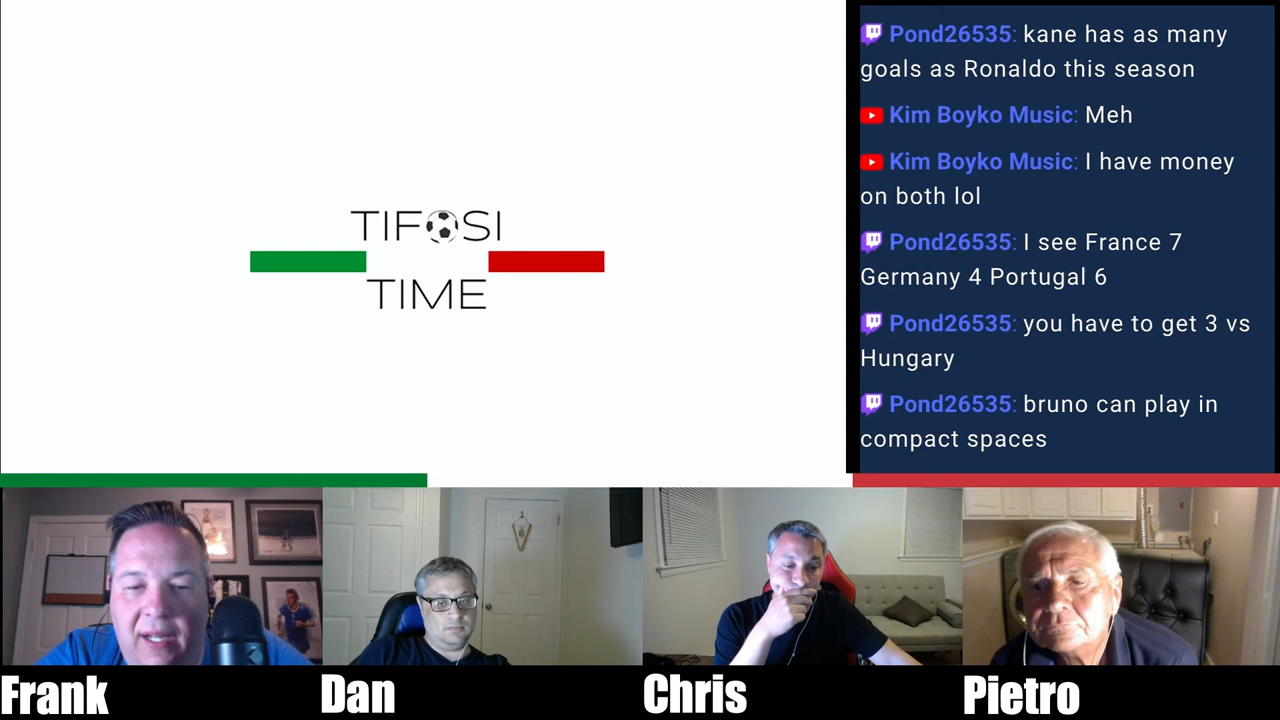 TIFOSI
TIME
Pond26535: kane has as many
goals as Ronaldo this season
Kim Boyko Music: Meh
Kim Boyko Music: I have money
on both lol
Pond26535: I see France 7
Germany 4 Portugal 6
Pond26535: you have to get 3 vs
Hungary
Pond26535: bruno can play in
compact spaces
Frank
Dan
Chris
Pietro